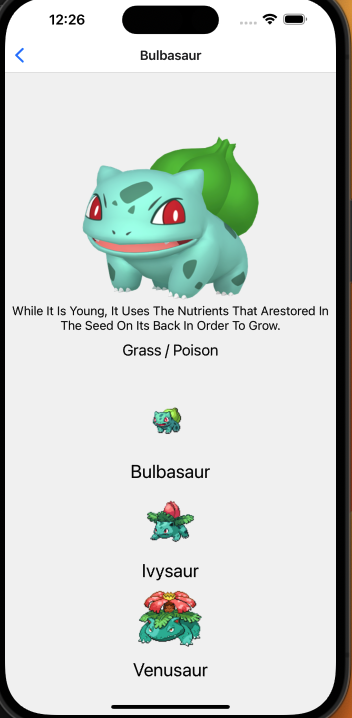 12:26
Bulbasaur
While It Is Young, It Uses The Nutrients That Arestored In
The Seed On Its Back In Order To Grow.
Grass / Poison
Bulbasaur
Ivysaur
Venusaur